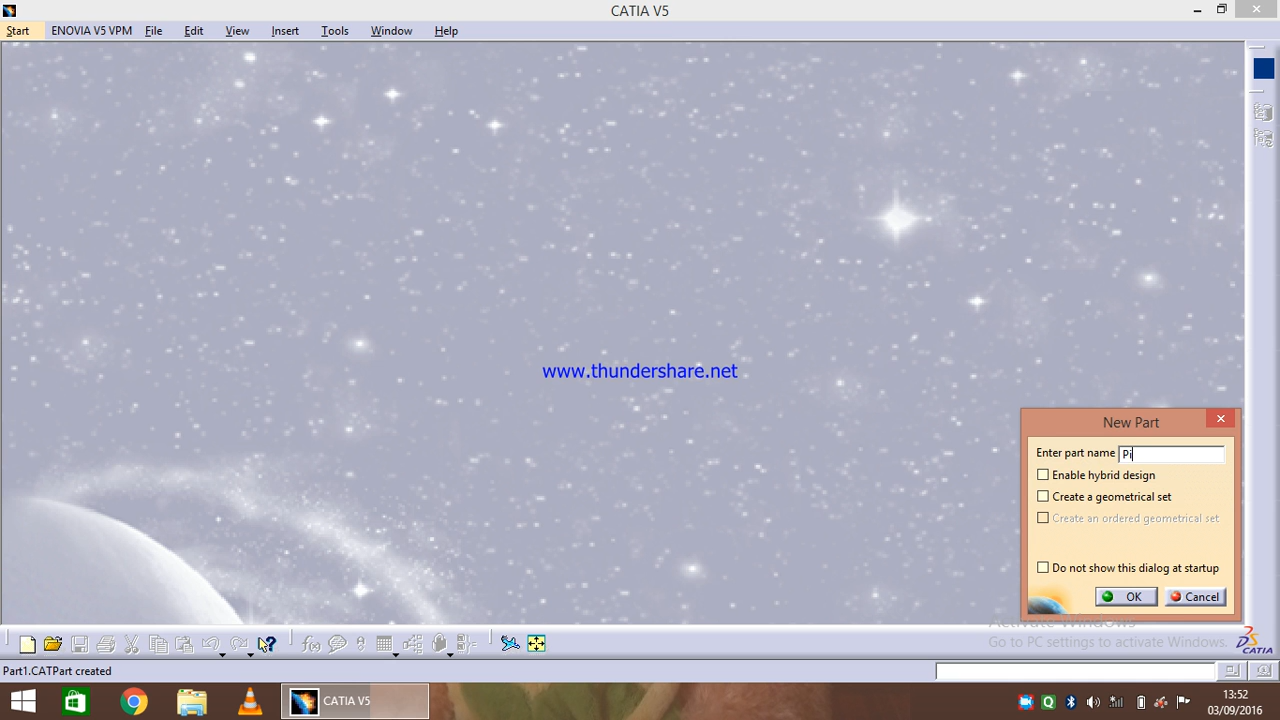 CATIA V5
Start ENOVIA V5 VPM File Edit View Insert Tools Window Help
www.thundershare.net
New Part
Enter part name Pi
Enable hybrid design
Create a geometrical set
Create an ordered geometrical set
Do not show this dialog at startup
OK Cancel
Activate Windows
Go to PC settings to activate Windows.
CATIA
Part1.CATPart created
CATIA V5
13:52
03/09/2016